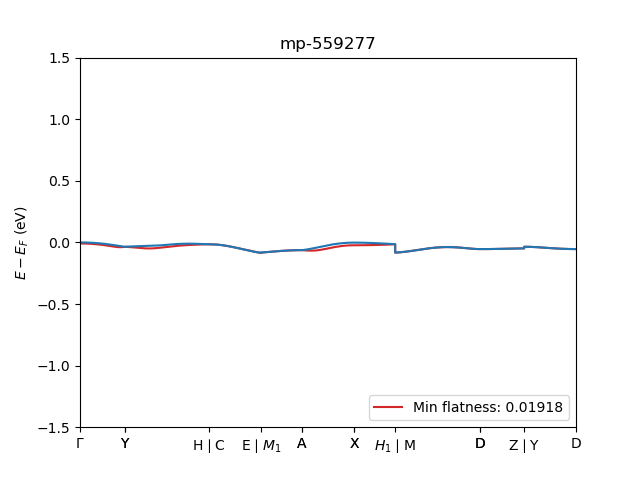 mp-559277
1.5
1.0
0.5
0.0
−0.5
−1.0
−1.5
E − E_F (eV)
Min flatness: 0.01918
Γ Y H | C E | M₁ A X H₁ | M D Z | Y D